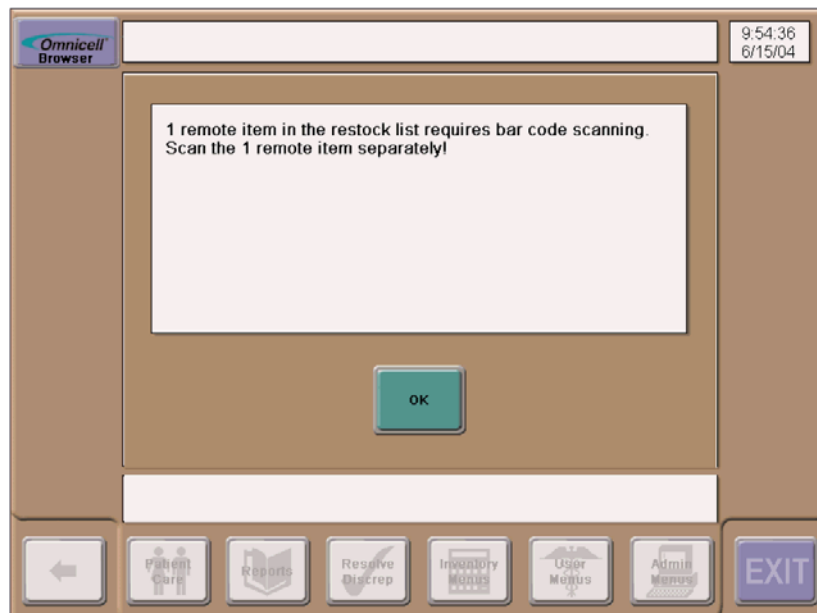 Omnicell
Browser
9:54:36
6/15/04
1 remote item in the restock list requires bar code scanning.
Scan the 1 remote item separately!
OK
Patient
Care
Reports
Resolve
Discrep
Inventory
Menus
User
Menus
Admin
Menus
EXIT